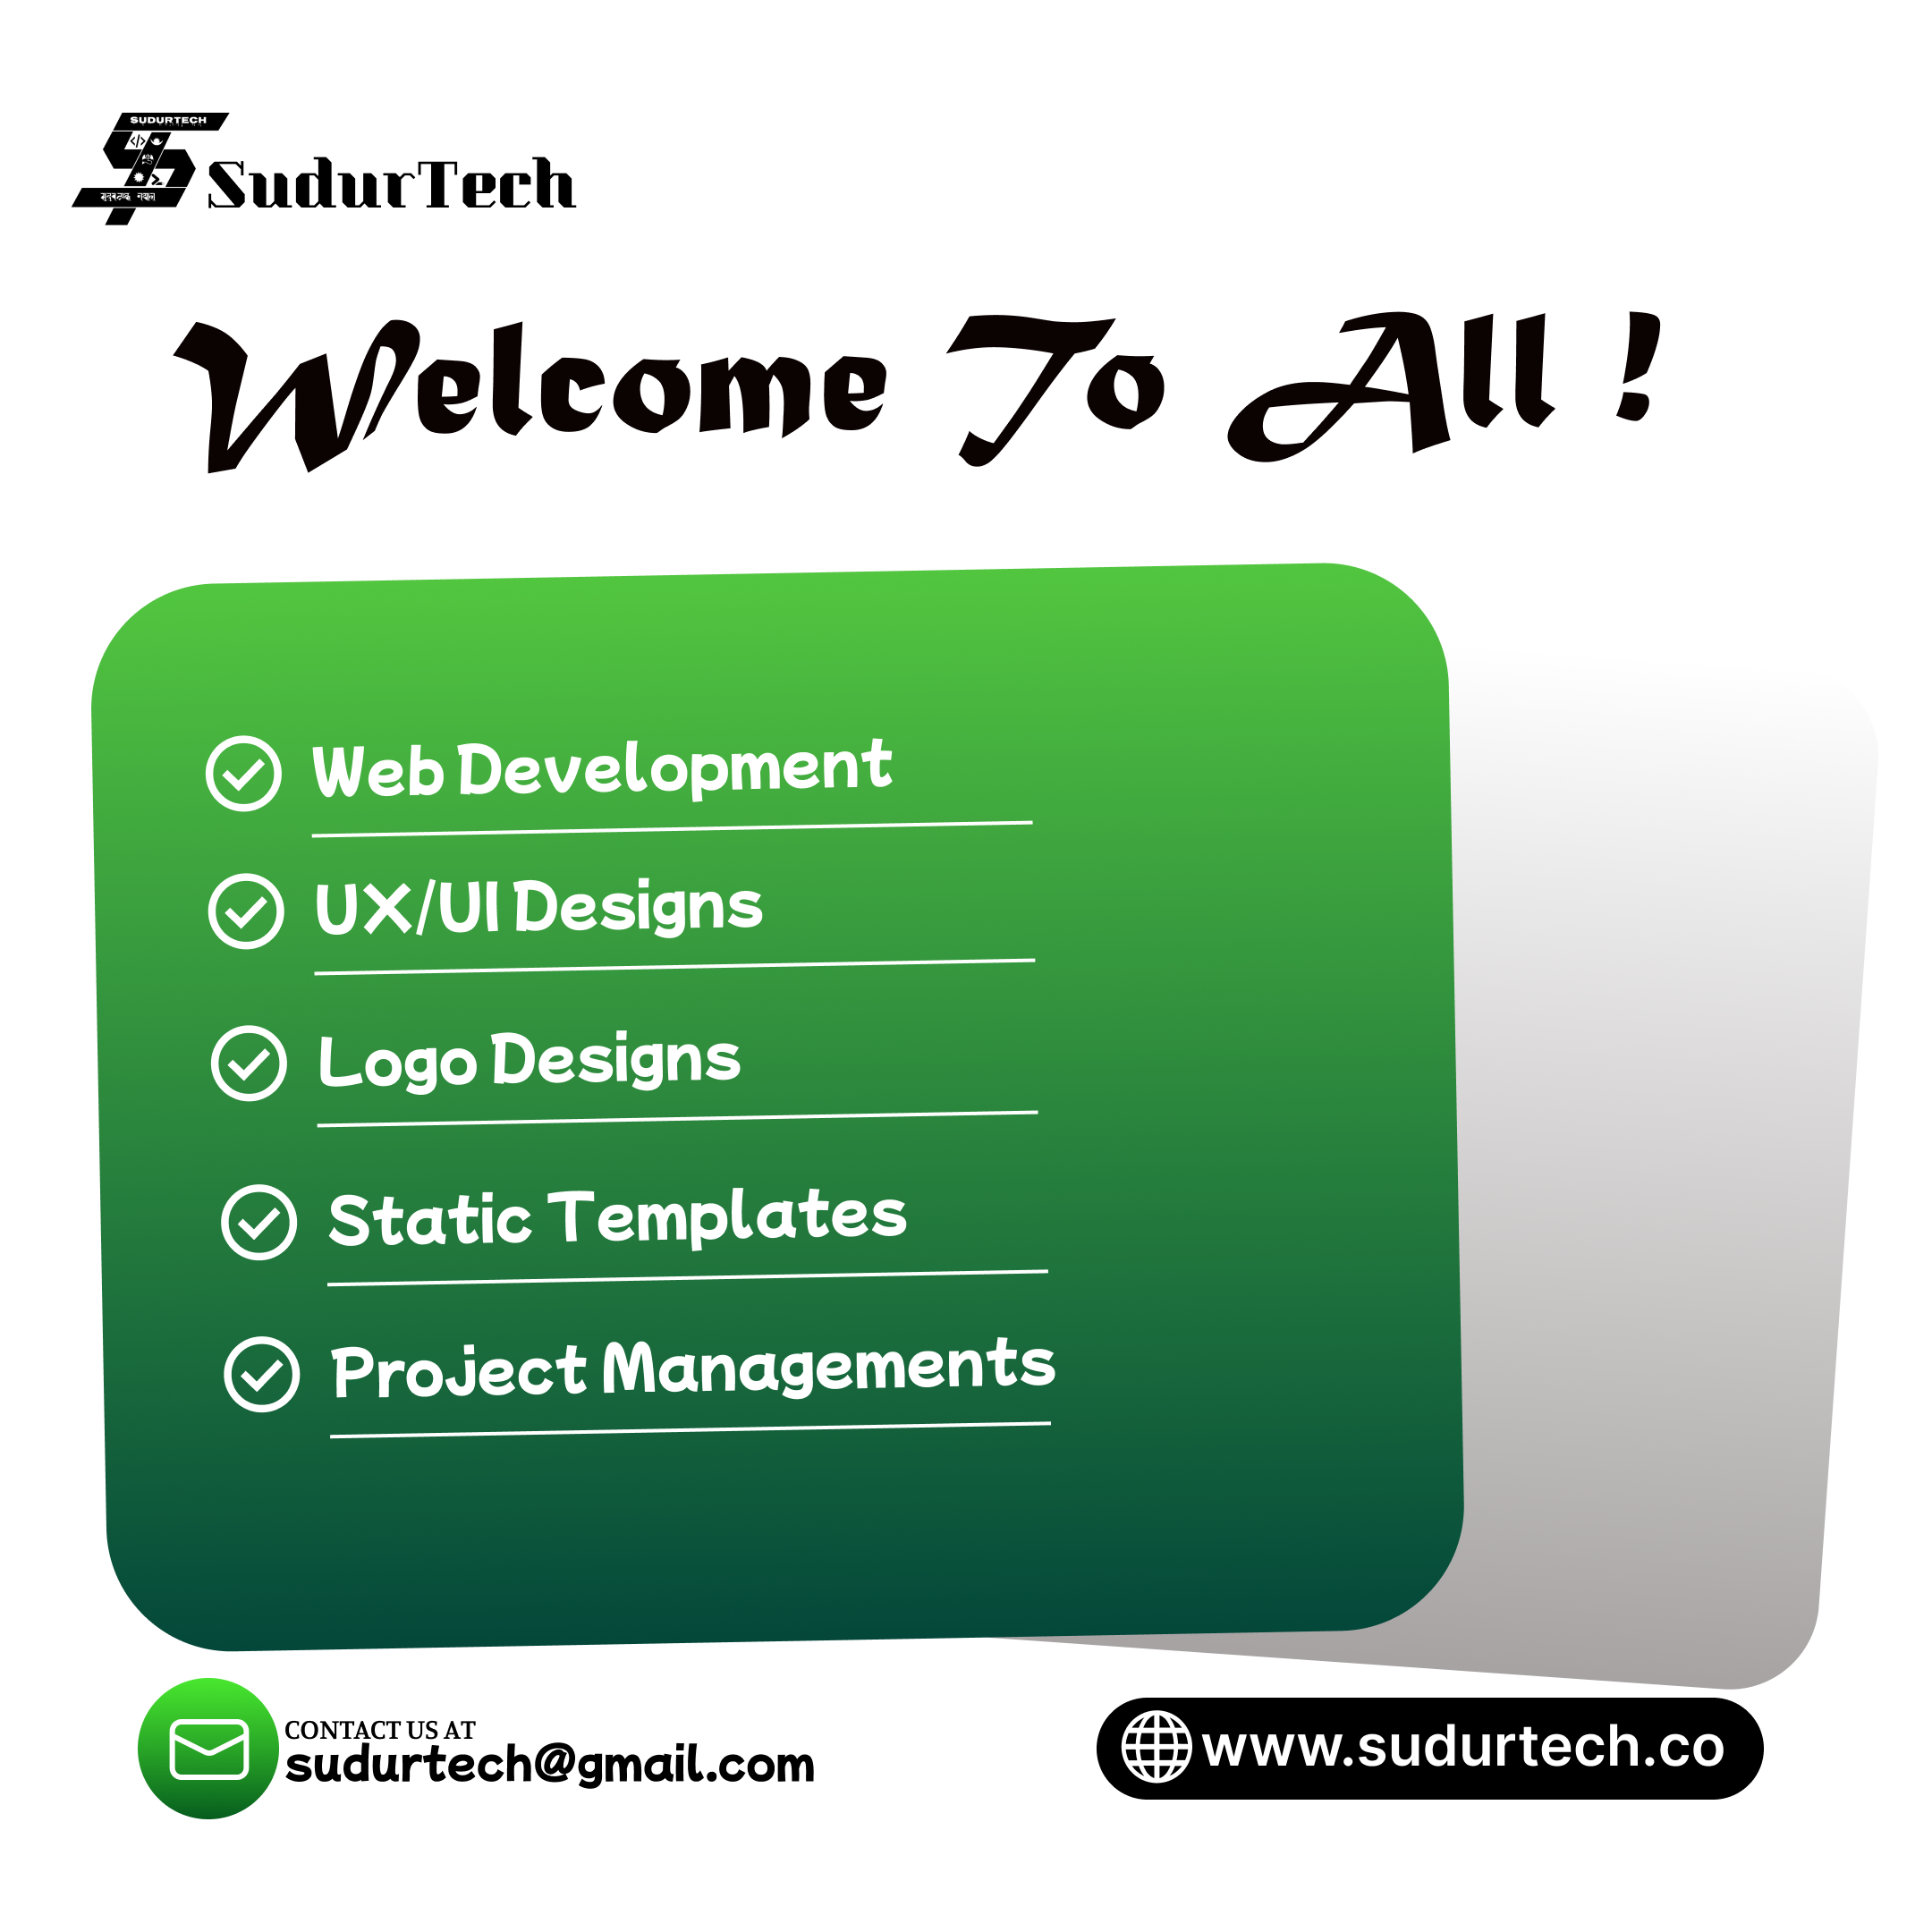 SUDURTECH
SudurTech
Welcome To All !
Web Development
UX/UI Designs
Logo Designs
Static Templates
Project Managements
CONTACT US AT
sudurtech@gmail.com
www.sudurtech.co